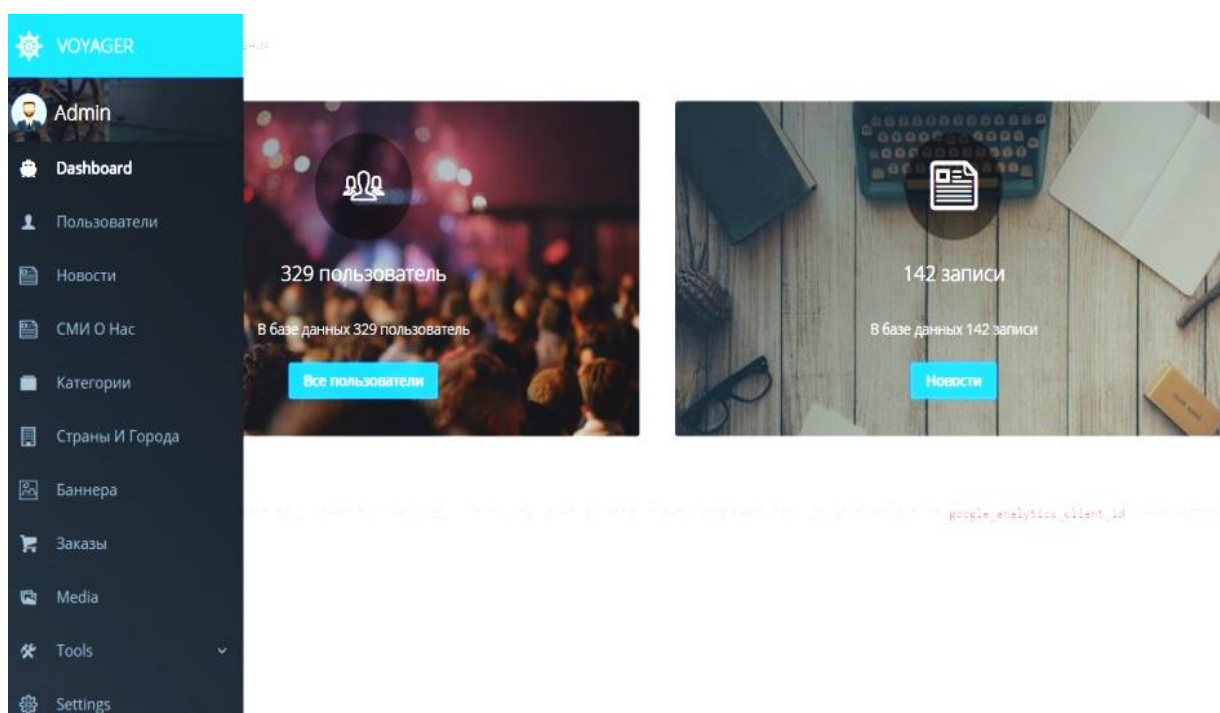 VOYAGER
Admin
Dashboard
Пользователи
Новости
СМИ О Нас
Категории
Страны И Города
Баннера
Заказы
Media
Tools
Settings
329 пользователь
В базе данных 329 пользователь
Все пользователи
142 записи
В базе данных 142 записи
Новости
google_analytics_client_id